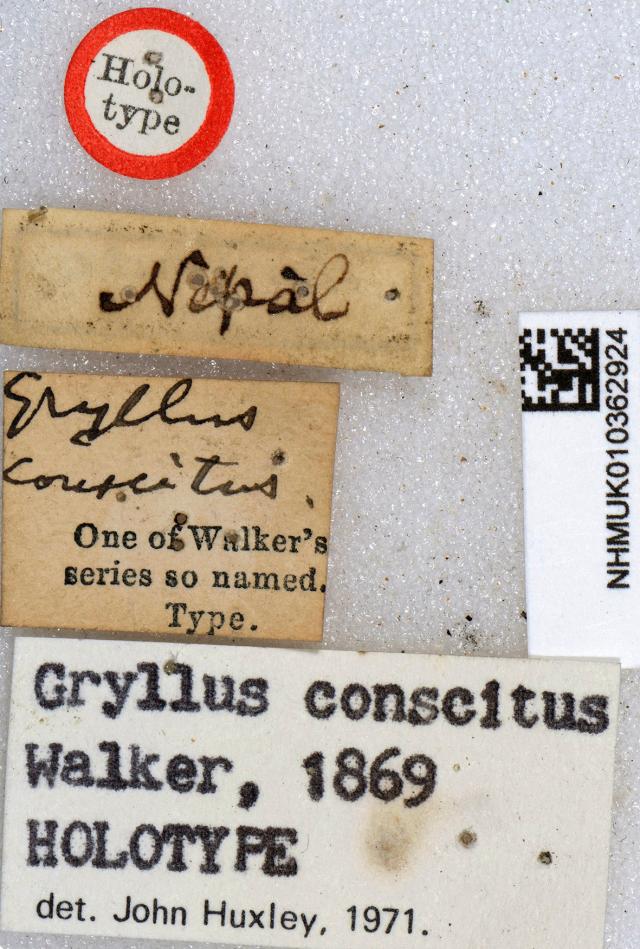 Holo-
type
Nepal
Gryllus
conscitus.
One of Walker's
series so named.
Type.
NHMUK010362924
Gryllus conscitus
Walker, 1869
HOLOTYPE
det. John Huxley, 1971.